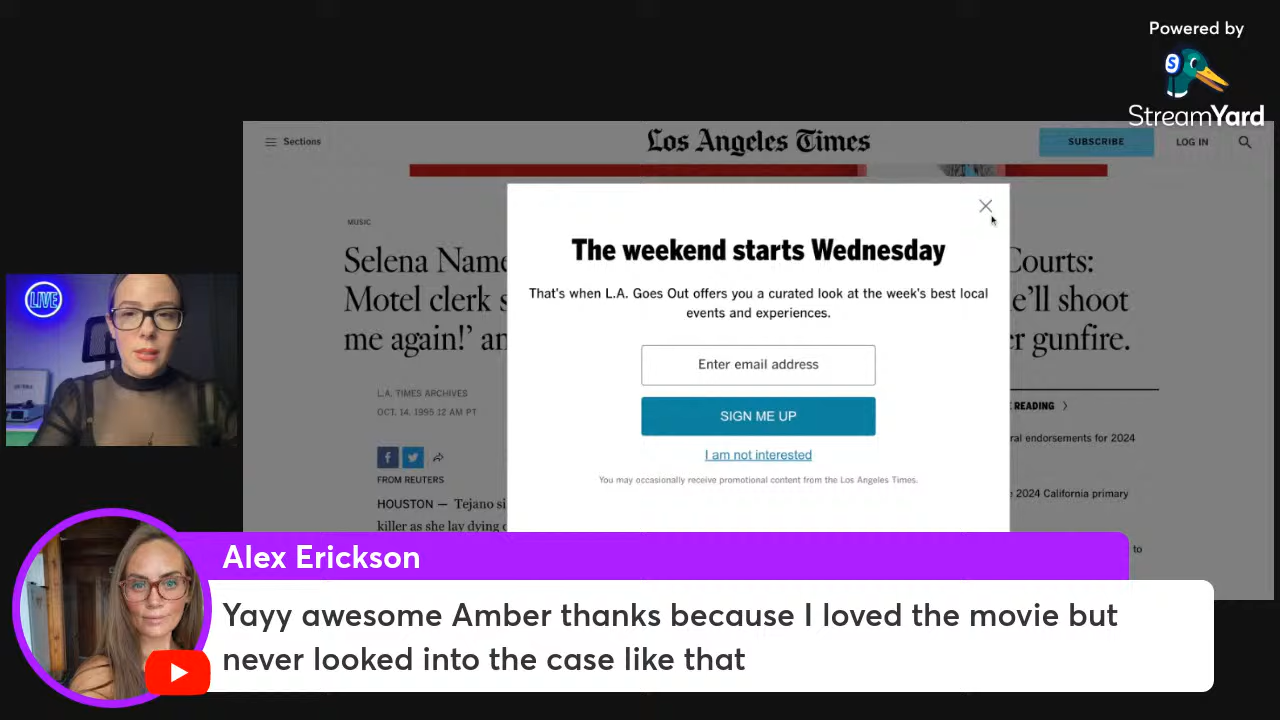 Powered by
StreamYard
Sections
Los Angeles Times
SUBSCRIBE
LOG IN
MUSIC
Selena Name
Courts:
Motel clerk s
e'll shoot
me again!’ an
er gunfire.
L.A. TIMES ARCHIVES
OCT. 14, 1995 12 AM PT
FROM REUTERS
HOUSTON — Tejano si
killer as she lay dying o
READING
ral endorsements for 2024
e 2024 California primary
to
The weekend starts Wednesday
That's when L.A. Goes Out offers you a curated look at the week's best local
events and experiences.
Enter email address
SIGN ME UP
I am not interested
You may occasionally receive promotional content from the Los Angeles Times.
LIVE
Alex Erickson
Yayy awesome Amber thanks because I loved the movie but
never looked into the case like that